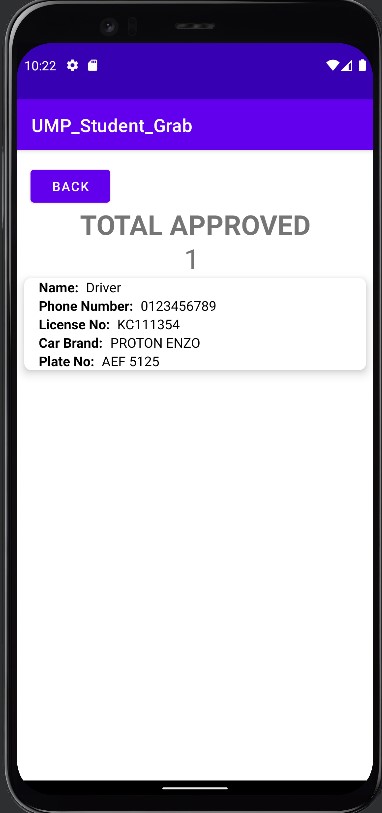 10:22
UMP_Student_Grab
BACK
TOTAL APPROVED
1
Name: Driver
Phone Number: 0123456789
License No: KC111354
Car Brand: PROTON ENZO
Plate No: AEF 5125